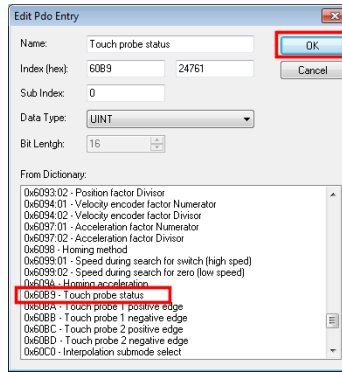 Edit Pdo Entry
Name: Touch probe status
OK
Index (hex): 60B9 24761
Cancel
Sub Index: 0
Data Type: UINT
Bit Lentgh: 16
From Dictionary:
0x6093:02 - Position factor Divisor
0x6094:01 - Velocity encoder factor Numerator
0x6094:02 - Velocity encoder factor Divisor
0x6097:01 - Acceleration factor Numerator
0x6097:02 - Acceleration factor Divisor
0x6098 - Homing method
0x6099:01 - Speed during search for switch (high sped)
0x6099:02 - Speed during search for zero (low speed)
0x609A - Homing acceleration
0x60B9 - Touch probe status
0x60BA - Touch probe 1 positive edge
0x60BB - Touch probe 1 negative edge
0x60BC - Touch probe 2 positive edge
0x60BD - Touch probe 2 negative edge
0x60C0 - Interpolation submode select